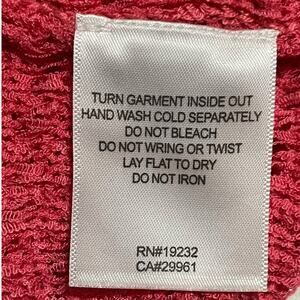 TURN GARMENT INSIDE OUT
HAND WASH COLD SEPARATELY
DO NOT BLEACH
DO NOT WRING OR TWIST
LAY FLAT TO DRY
DO NOT IRON
RN#19232
CA#29961